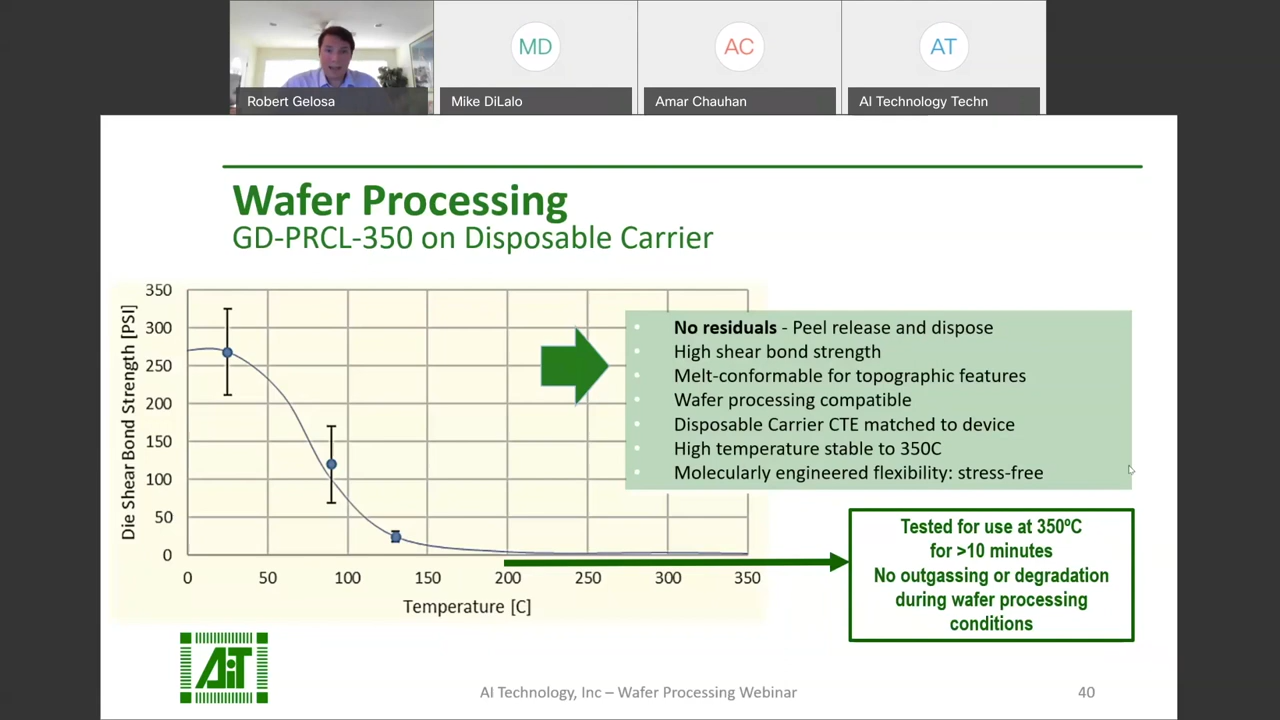 MD
AC
AT
Robert Gelosa
Mike DiLalo
Amar Chauhan
AI Technology Techn
Wafer Processing
GD-PRCL-350 on Disposable Carrier
Die Shear Bond Strength [PSI]
350
300
250
200
150
100
50
0
0
50
100
150
200
250
300
350
Temperature [C]
No residuals - Peel release and dispose
High shear bond strength
Melt-conformable for topographic features
Wafer processing compatible
Disposable Carrier CTE matched to device
High temperature stable to 350C
Molecularly engineered flexibility: stress-free
Tested for use at 350ºC
for >10 minutes
No outgassing or degradation
during wafer processing
conditions
AiT
AI Technology, Inc – Wafer Processing Webinar
40